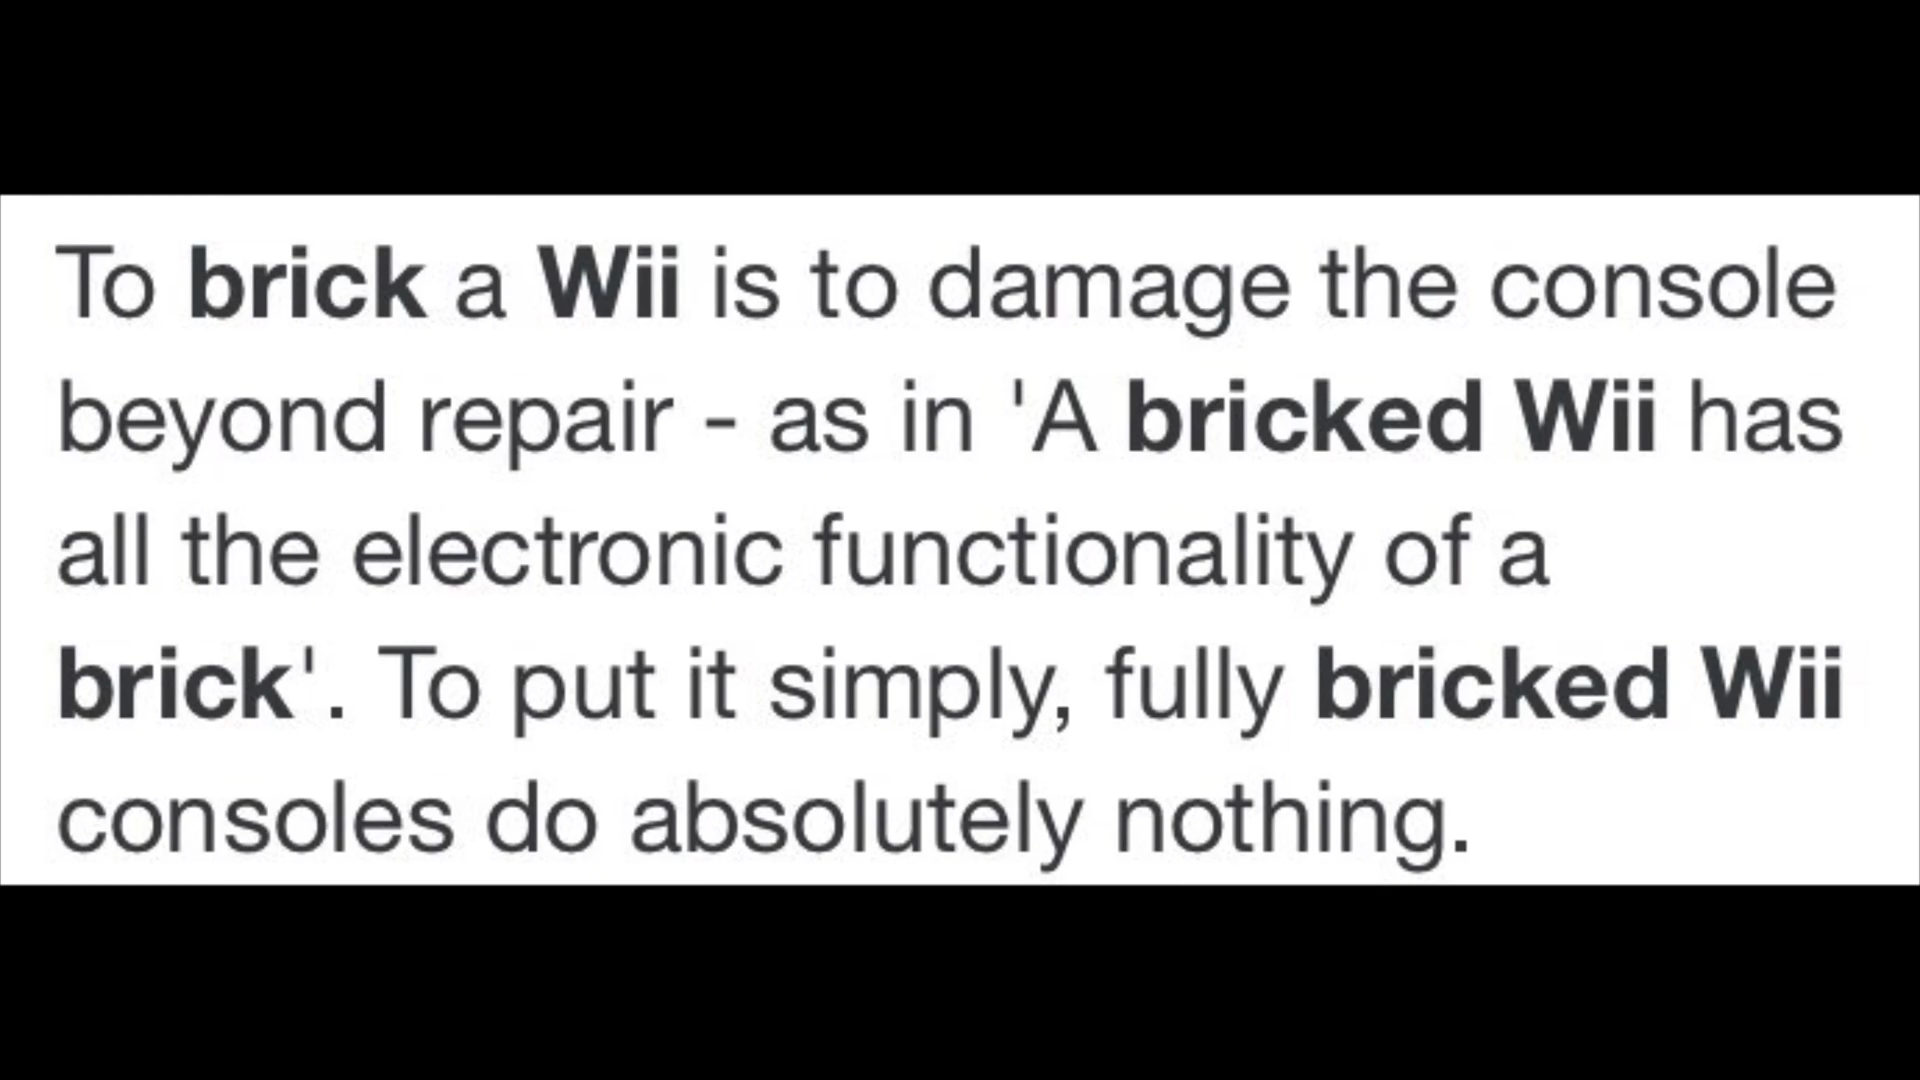 To brick a Wii is to damage the console
beyond repair - as in 'A bricked Wii has
all the electronic functionality of a
brick'. To put it simply, fully bricked Wii
consoles do absolutely nothing.